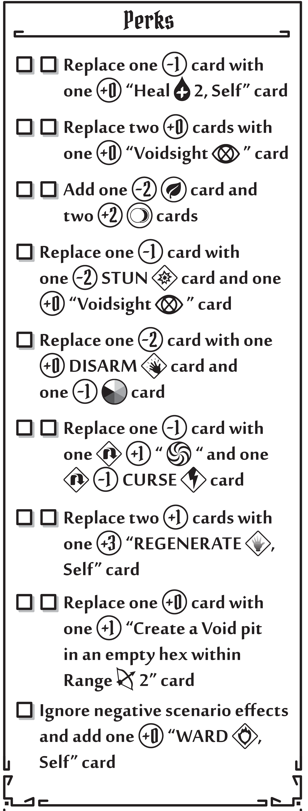 Perks
Replace one -1 card with
one +0 “Heal 2, Self” card
Replace two +0 cards with
one +0 “Voidsight ” card
Add one -2 card and
two +2 cards
Replace one -1 card with
one -2 STUN card and one
+0 “Voidsight ” card
Replace one -2 card with one
+0 DISARM card and
one -1 card
Replace one -1 card with
one +1 “ “ and one
-1 CURSE card
Replace two +1 cards with
one +3 “REGENERATE ,
Self” card
Replace one +0 card with
one +1 “Create a Void pit
in an empty hex within
Range 2” card
Ignore negative scenario effects
and add one +0 “WARD ,
Self” card